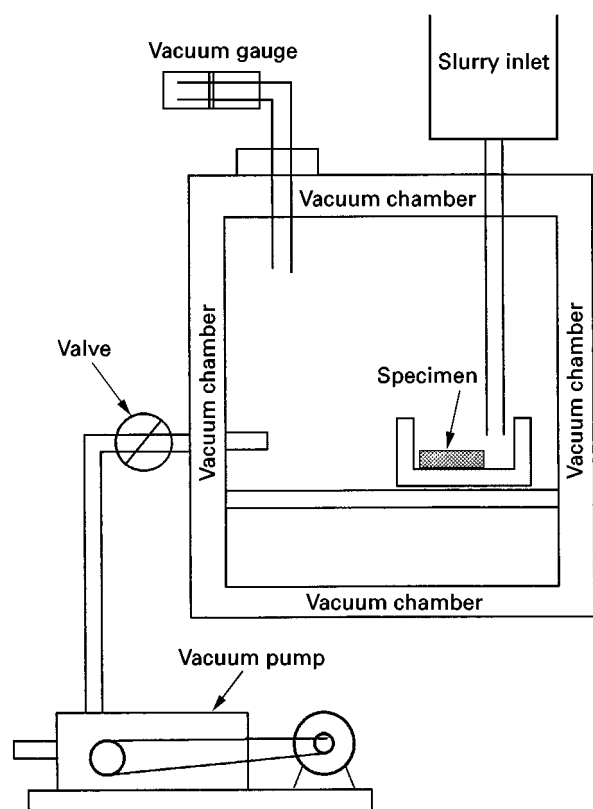 Vacuum gauge
Slurry inlet
Vacuum chamber
Vacuum chamber
Vacuum chamber
Valve
Specimen
Vacuum chamber
Vacuum pump